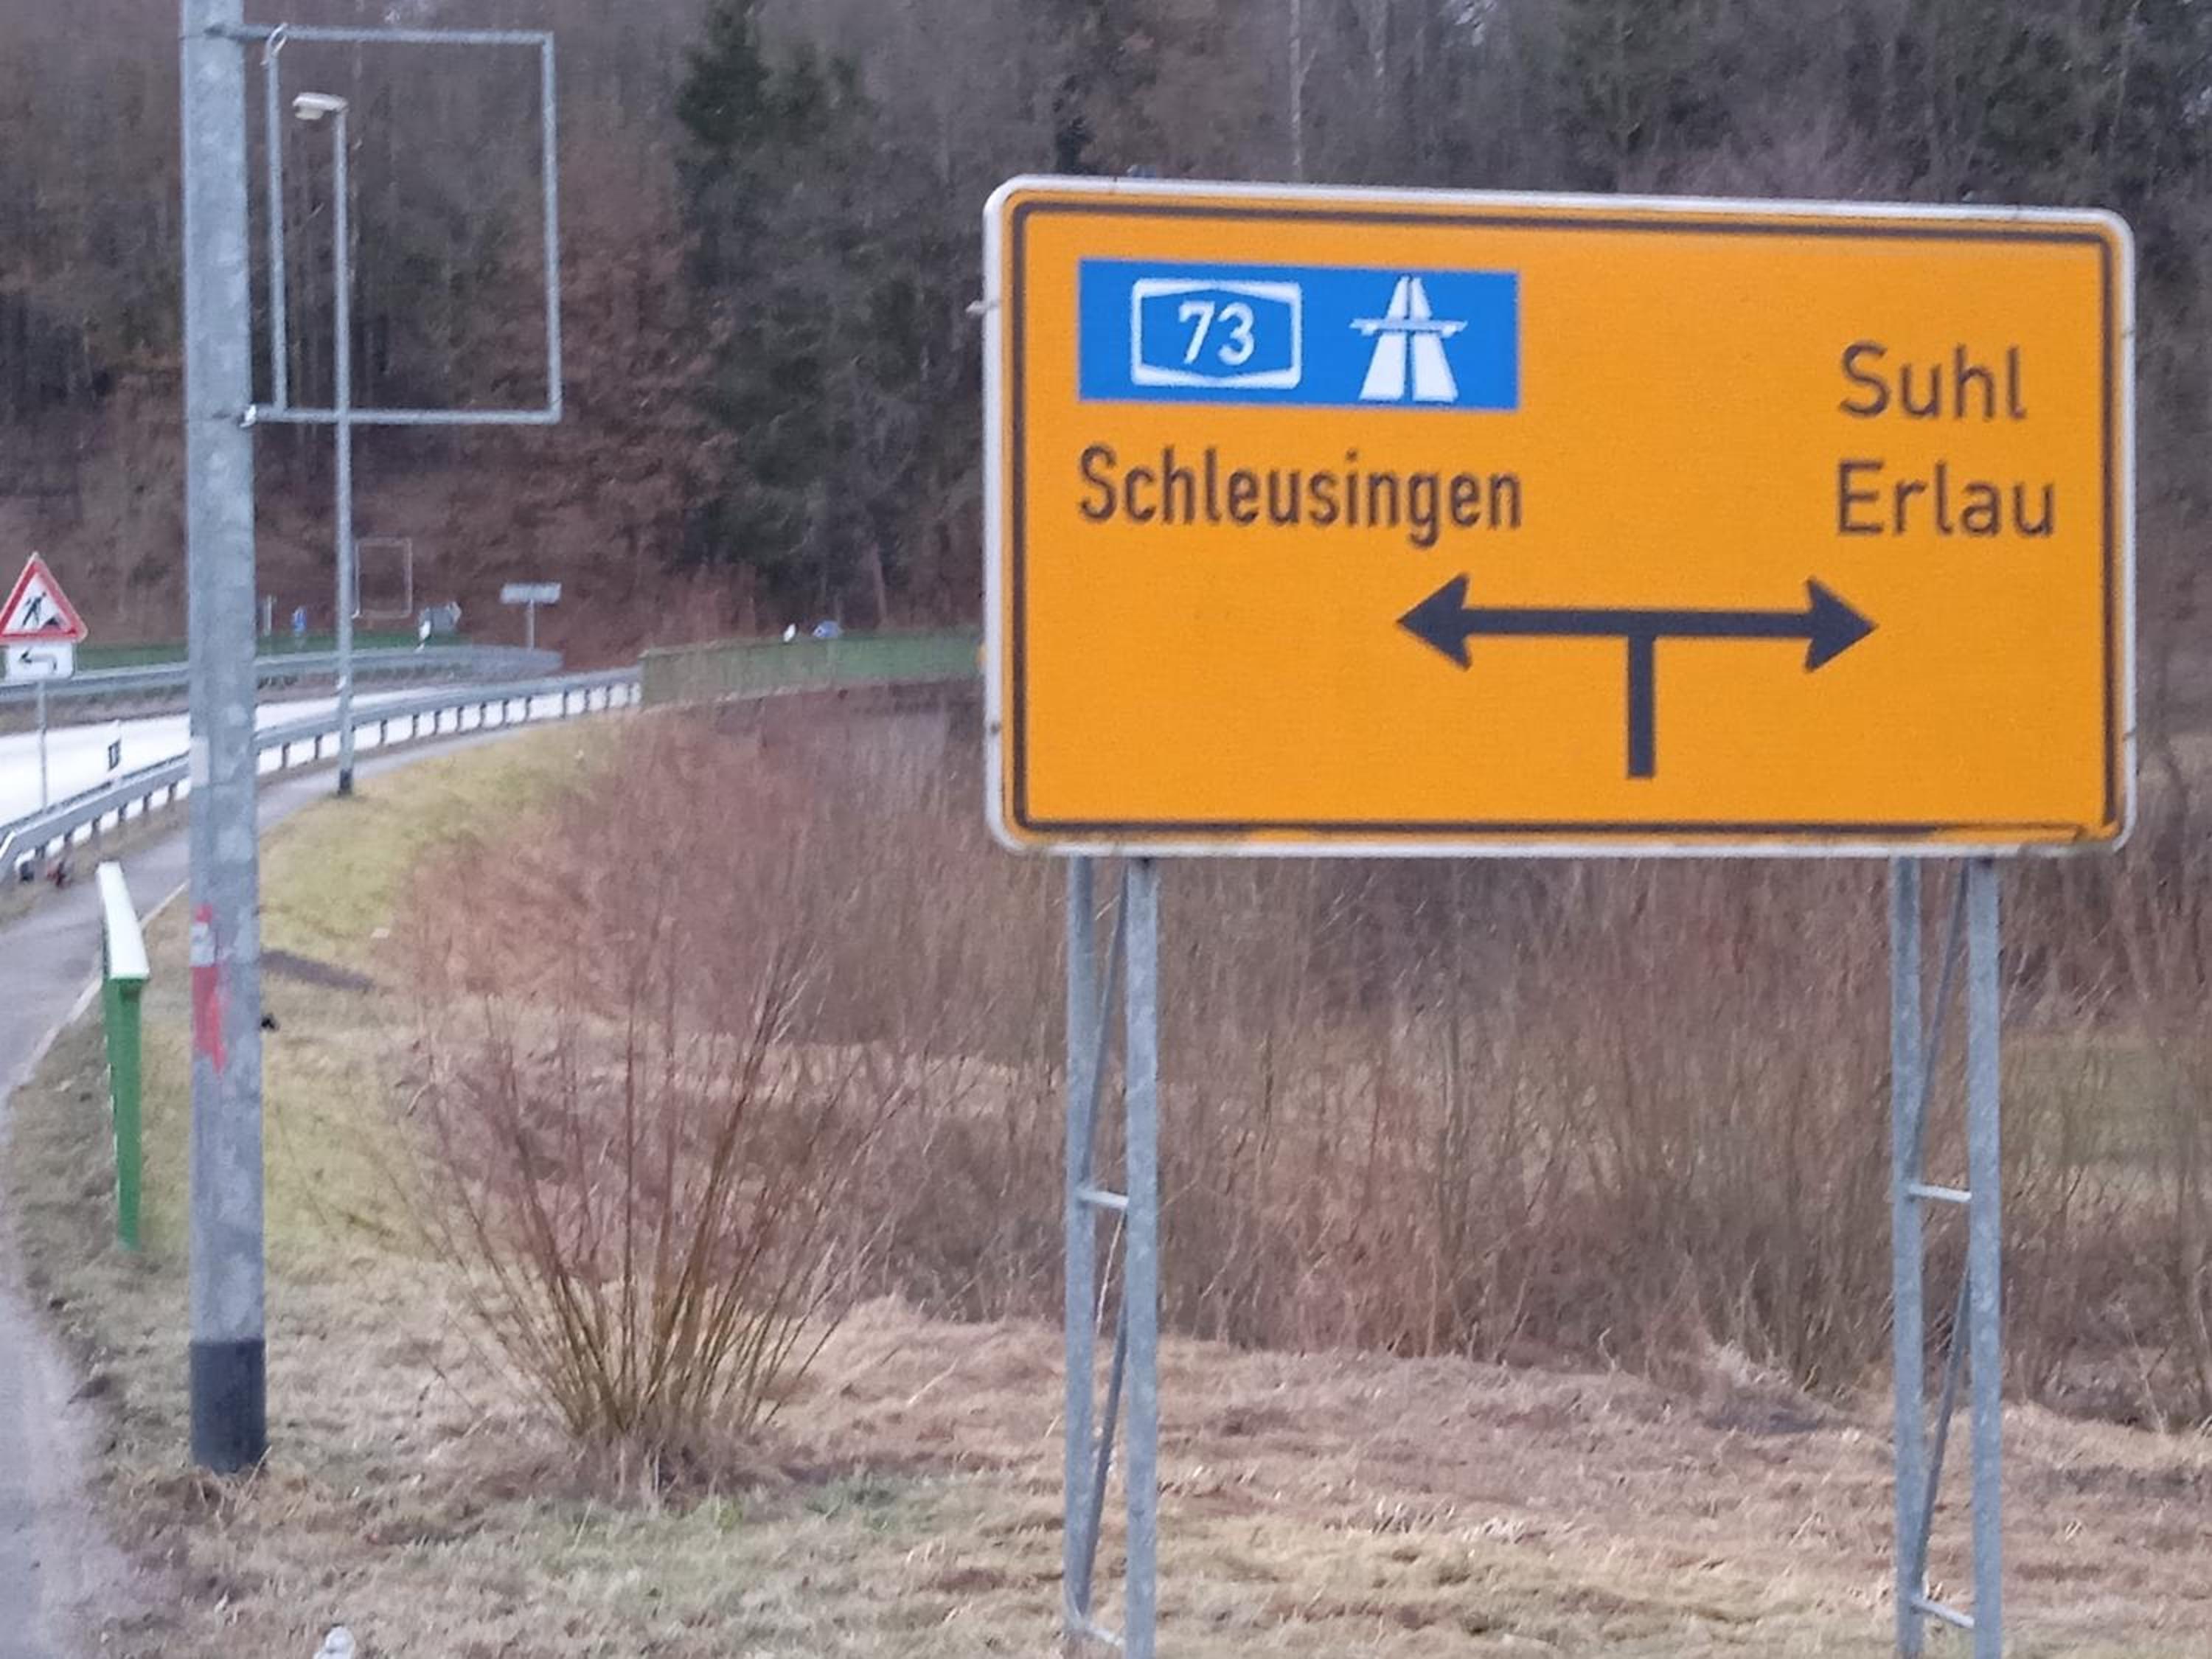 73
Schleusingen
Suhl
Erlau